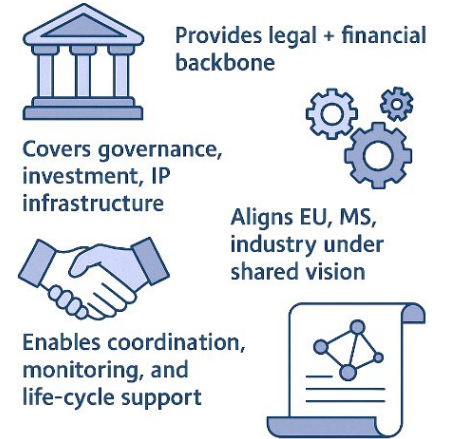 Provides legal + financial
backbone
Covers governance,
investment, IP
infrastructure
Aligns EU, MS,
industry under
shared vision
Enables coordination,
monitoring, and
life-cycle support